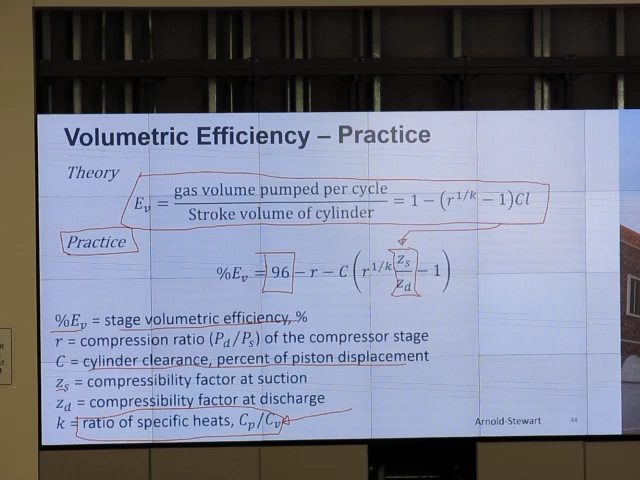 Volumetric Efficiency – Practice
Theory
E_v = gas volume pumped per cycle / Stroke volume of cylinder = 1 − (r^{1/k} − 1)Cl
Practice
%E_v = 96 − r − C (r^{1/k} z_s/z_d − 1)
%E_v = stage volumetric efficiency, %
r = compression ratio (P_d/P_s) of the compressor stage
C = cylinder clearance, percent of piston displacement
z_s = compressibility factor at suction
z_d = compressibility factor at discharge
k = ratio of specific heats, C_p/C_v
Arnold-Stewart 44